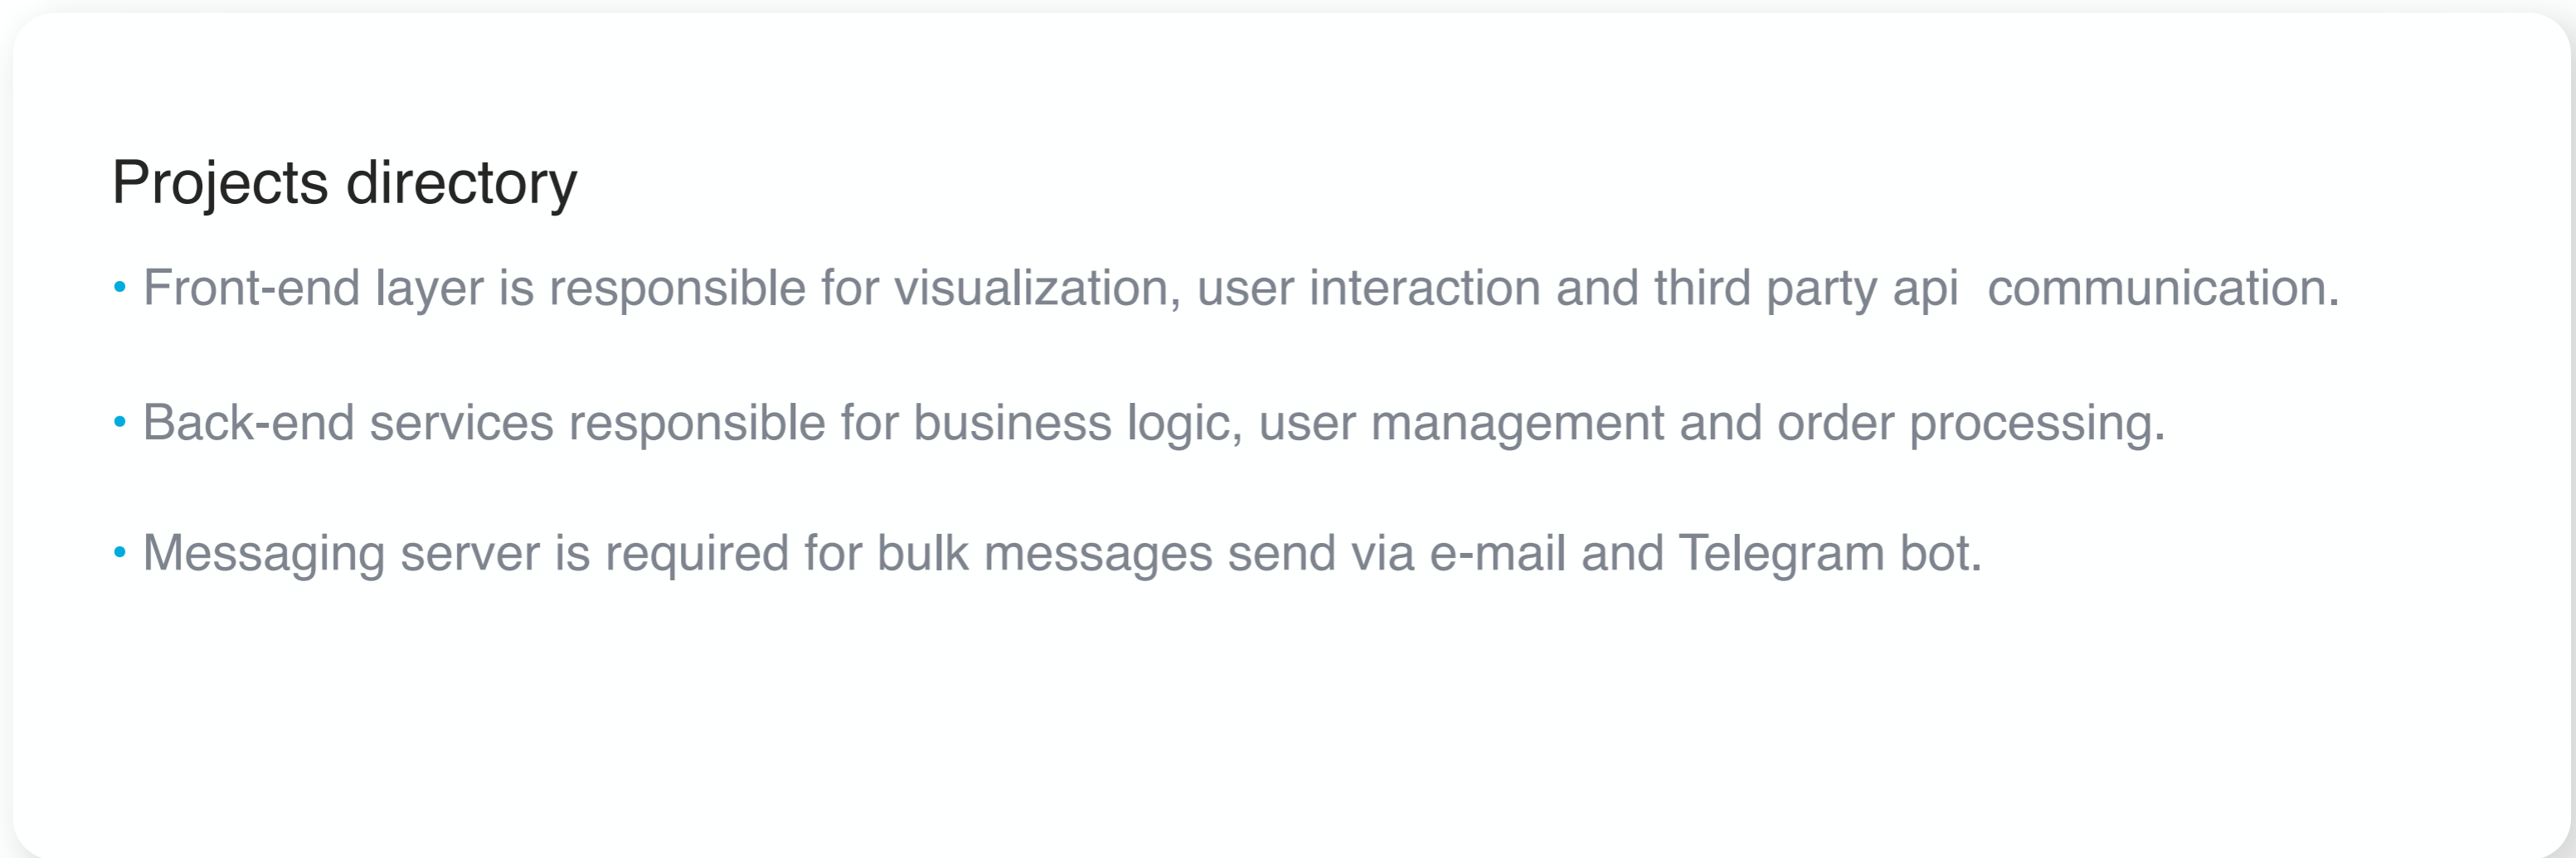 Projects directory
• Front-end layer is responsible for visualization, user interaction and third party api  communication.
• Back-end services responsible for business logic, user management and order processing.
• Messaging server is required for bulk messages send via e-mail and Telegram bot.